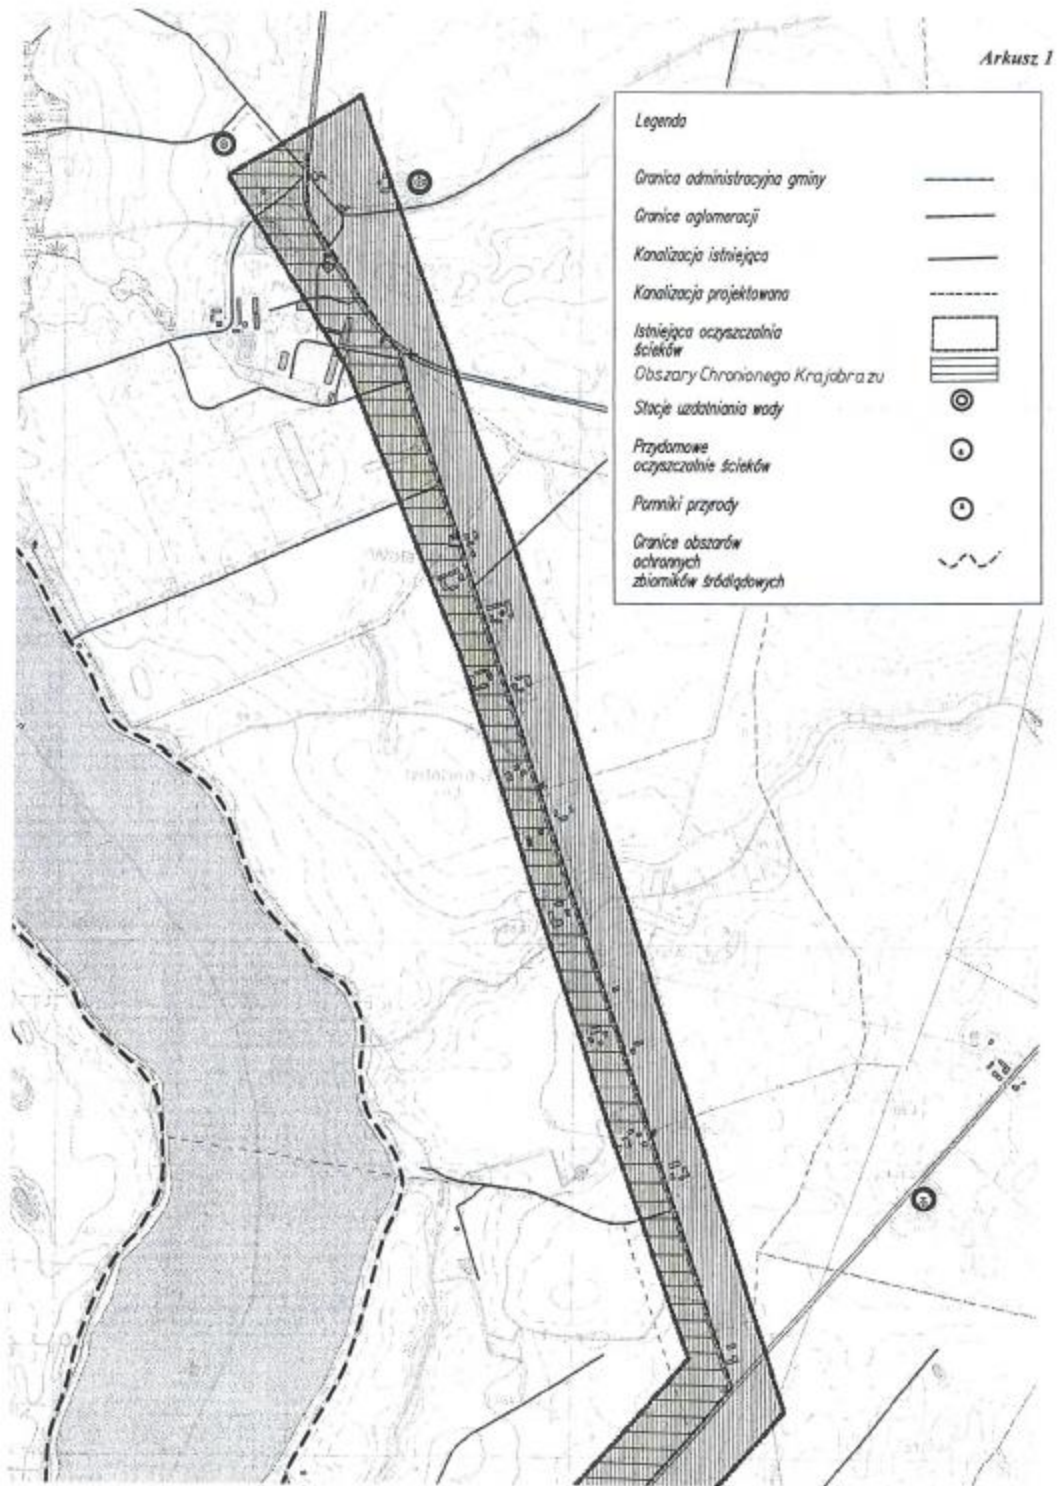 Arkusz 1
Legenda
Granica administracyjna gminy
Granice aglomeracji
Kanalizacja istniejąca
Kanalizacja projektowana
Istniejąca oczyszczalnia
ścieków
Obszary Chronionego Krajobrazu
Stacje uzdatniania wody
Przydomowe
oczyszczalnie ścieków
Pomniki przyrody
Granice obszarów
ochronnych
zbiorników śródlądowych